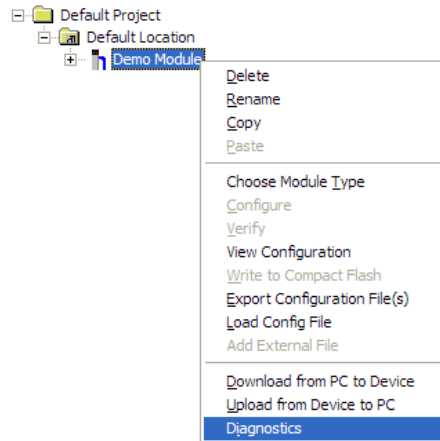 Default Project
Default Location
Demo Module
Delete
Rename
Copy
Paste
Choose Module Type
Configure
Verify
View Configuration
Write to Compact Flash
Export Configuration File(s)
Load Config File
Add External File
Download from PC to Device
Upload from Device to PC
Diagnostics